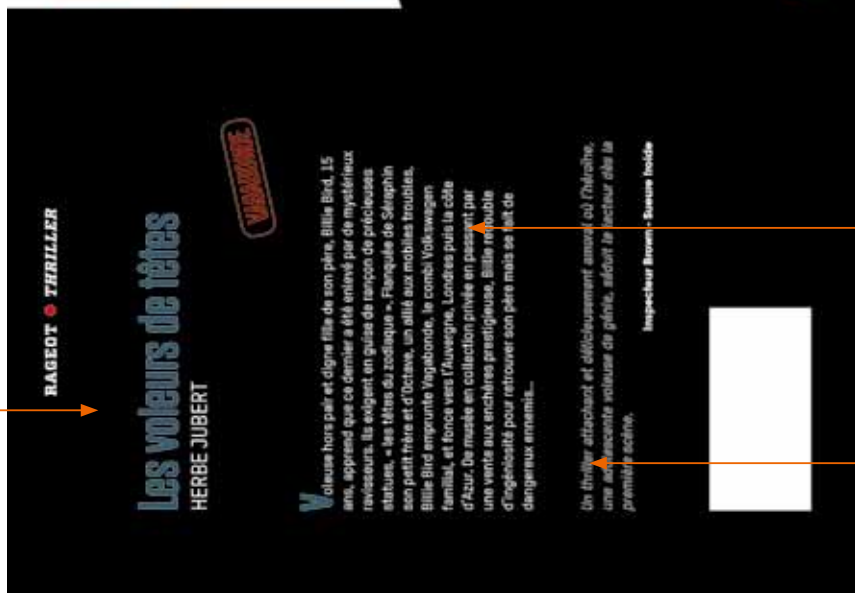 RAGEOT THRILLER
Les voleurs de têtes
HERBE JUBERT
VAGABONDE
Voleuse hors pair et digne fille de son père, Billie Bird, 15
ans, apprend que ce dernier a été enlevé par de mystérieux
ravisseurs. Ils exigent en guise de rançon de précieuses
statues, « les têtes du zodiaque ». Flanquée de Séraphin
son petit frère et d'Octave, un allié aux mobiles troubles,
Billie Bird emprunte Vagabonde, le combi Volkswagen
familial, et fonce vers l'Auvergne, Londres puis la côte
d'Azur. De musée en collection privée en passant par
une vente aux enchères prestigieuse, Billie redouble
d'ingéniosité pour retrouver son père mais se fait de
dangereux ennemis...
Un thriller attachant et délicieusement amoral où l'héroïne,
une adolescente voleuse de génie, séduit le lecteur dès la
première scène.
Inspecteur Brown - Sueurs froide